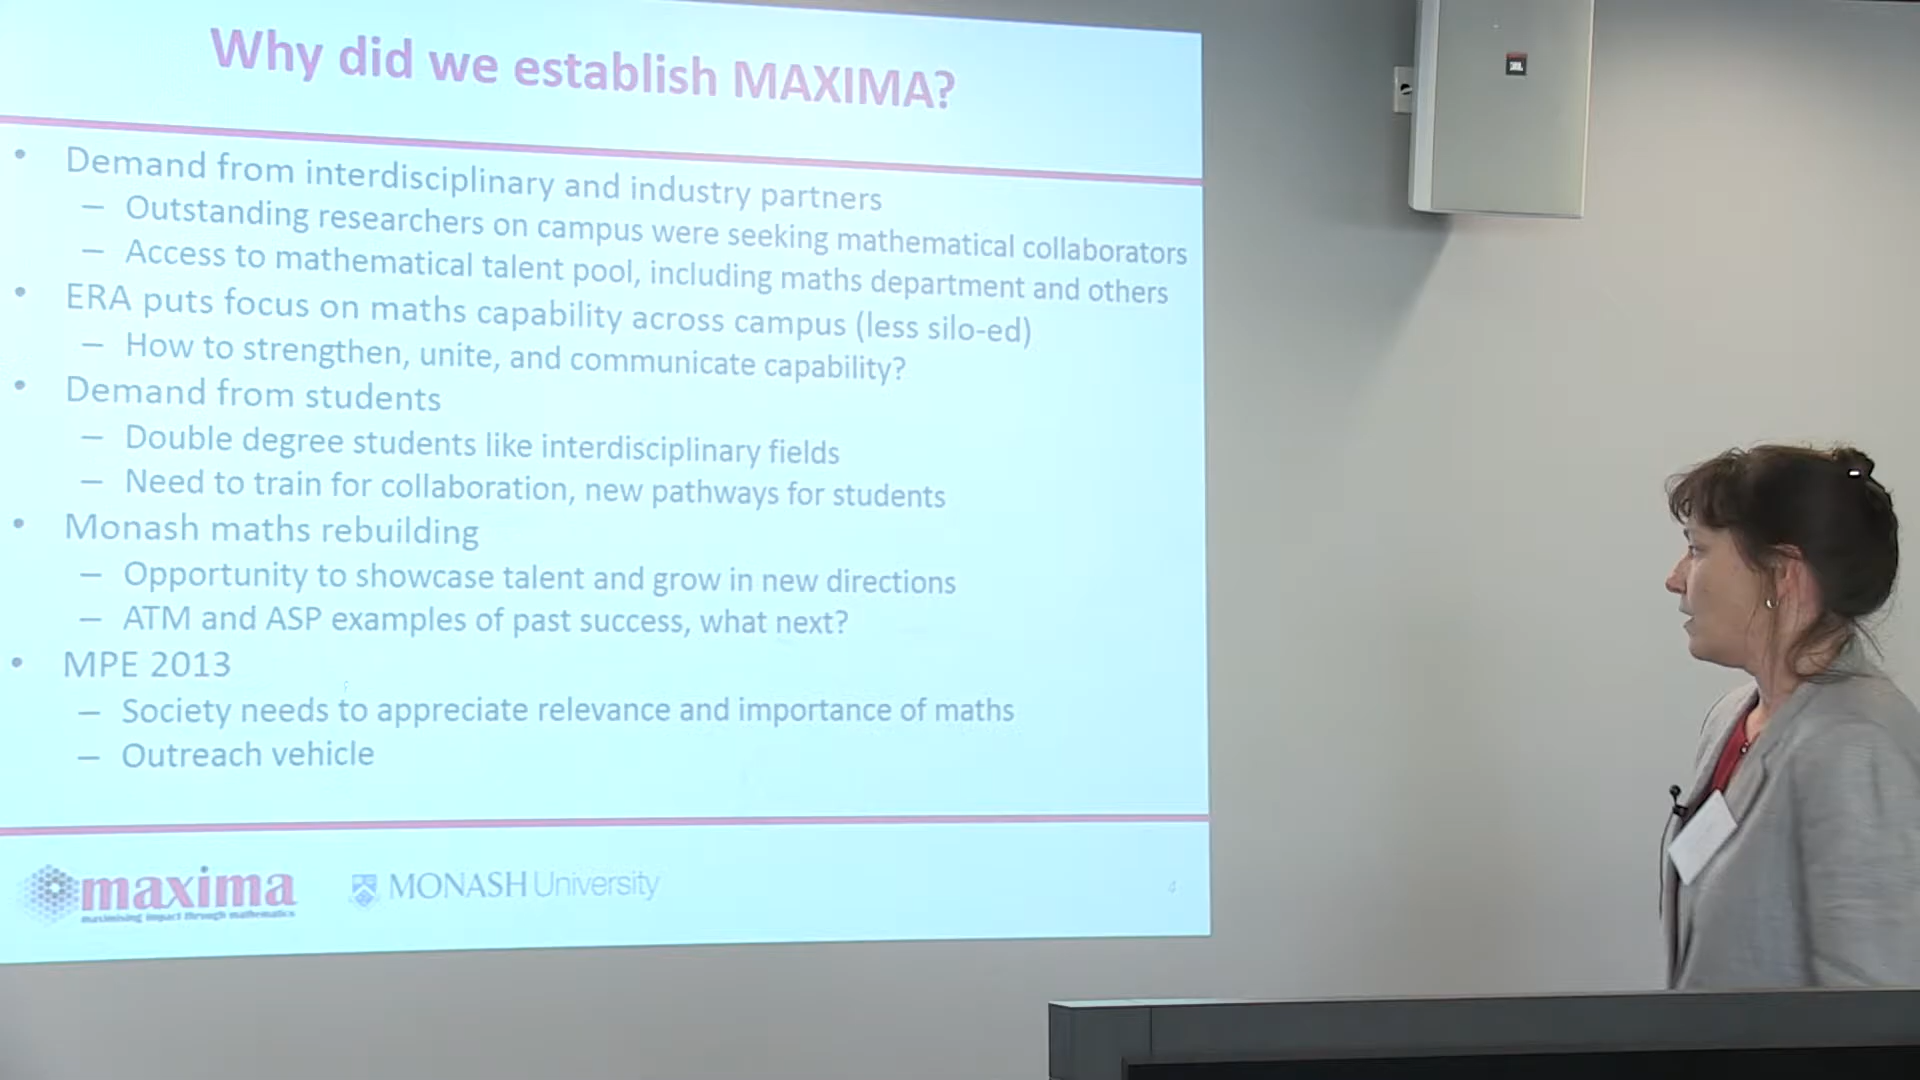 Why did we establish MAXIMA?
• Demand from interdisciplinary and industry partners
– Outstanding researchers on campus were seeking mathematical collaborators
– Access to mathematical talent pool, including maths department and others
• ERA puts focus on maths capability across campus (less silo-ed)
– How to strengthen, unite, and communicate capability?
• Demand from students
– Double degree students like interdisciplinary fields
– Need to train for collaboration, new pathways for students
• Monash maths rebuilding
– Opportunity to showcase talent and grow in new directions
– ATM and ASP examples of past success, what next?
• MPE 2013
– Society needs to appreciate relevance and importance of maths
– Outreach vehicle
maxima
maximising impact through mathematics
MONASH University
JBL